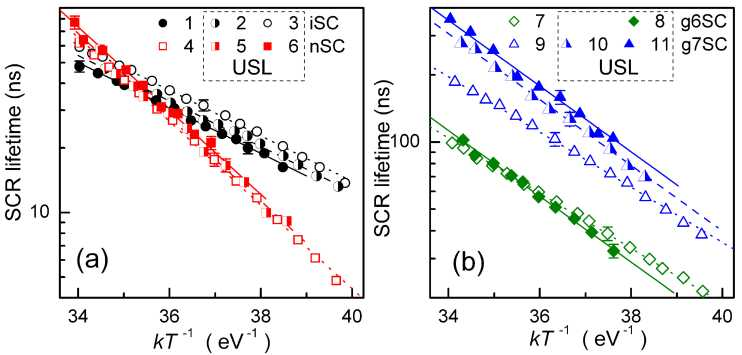 1 2 3 iSC
4 5 6 nSC
USL
SCR lifetime (ns)
10
(a)
34 36 38 40
kT⁻¹ ( eV⁻¹)
7 8 g6SC
9 10 11 g7SC
USL
SCR lifetime (ns)
100
(b)
34 36 38 40
kT⁻¹ ( eV⁻¹)